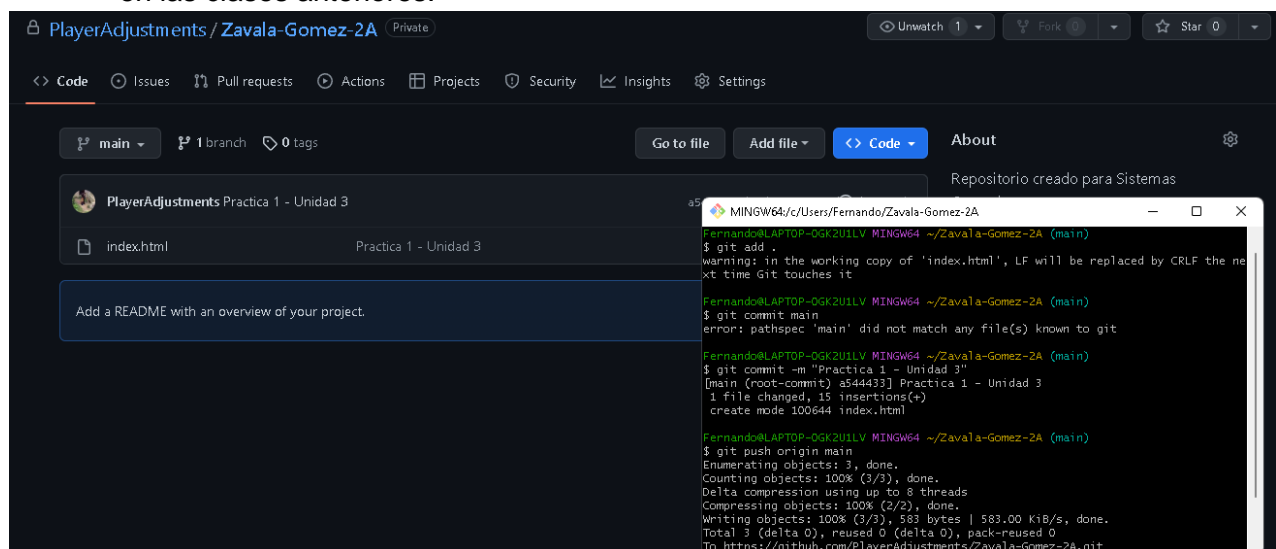 en las clases anteriores.
PlayerAdjustments / Zavala-Gomez-2A Private
Unwatch 1
Fork 0
Star 0
<> Code Issues Pull requests Actions Projects Security Insights Settings
main 1 branch 0 tags Go to file Add file <> Code
About
Repositorio creado para Sistemas
PlayerAdjustments Practica 1 - Unidad 3
index.html Practica 1 - Unidad 3
Add a README with an overview of your project.
MINGW64:/c/Users/Fernando/Zavala-Gomez-2A
Fernando@LAPTOP-OGK2U1LV MINGW64 ~/Zavala-Gomez-2A (main)
$ git add .
warning: in the working copy of 'index.html', LF will be replaced by CRLF the ne
xt time Git touches it
Fernando@LAPTOP-OGK2U1LV MINGW64 ~/Zavala-Gomez-2A (main)
$ git commit main
error: pathspec 'main' did not match any file(s) known to git
Fernando@LAPTOP-OGK2U1LV MINGW64 ~/Zavala-Gomez-2A (main)
$ git commit -m "Practica 1 - Unidad 3"
[main (root-commit) a544433] Practica 1 - Unidad 3
1 file changed, 15 insertions(+)
create mode 100644 index.html
Fernando@LAPTOP-OGK2U1LV MINGW64 ~/Zavala-Gomez-2A (main)
$ git push origin main
Enumerating objects: 3, done.
Counting objects: 100% (3/3), done.
Delta compression using up to 8 threads
Compressing objects: 100% (2/2), done.
Writing objects: 100% (3/3), 583 bytes | 583.00 KiB/s, done.
Total 3 (delta 0), reused 0 (delta 0), pack-reused 0
To https://github.com/PlayerAdjustments/Zavala-Gomez-2A.git